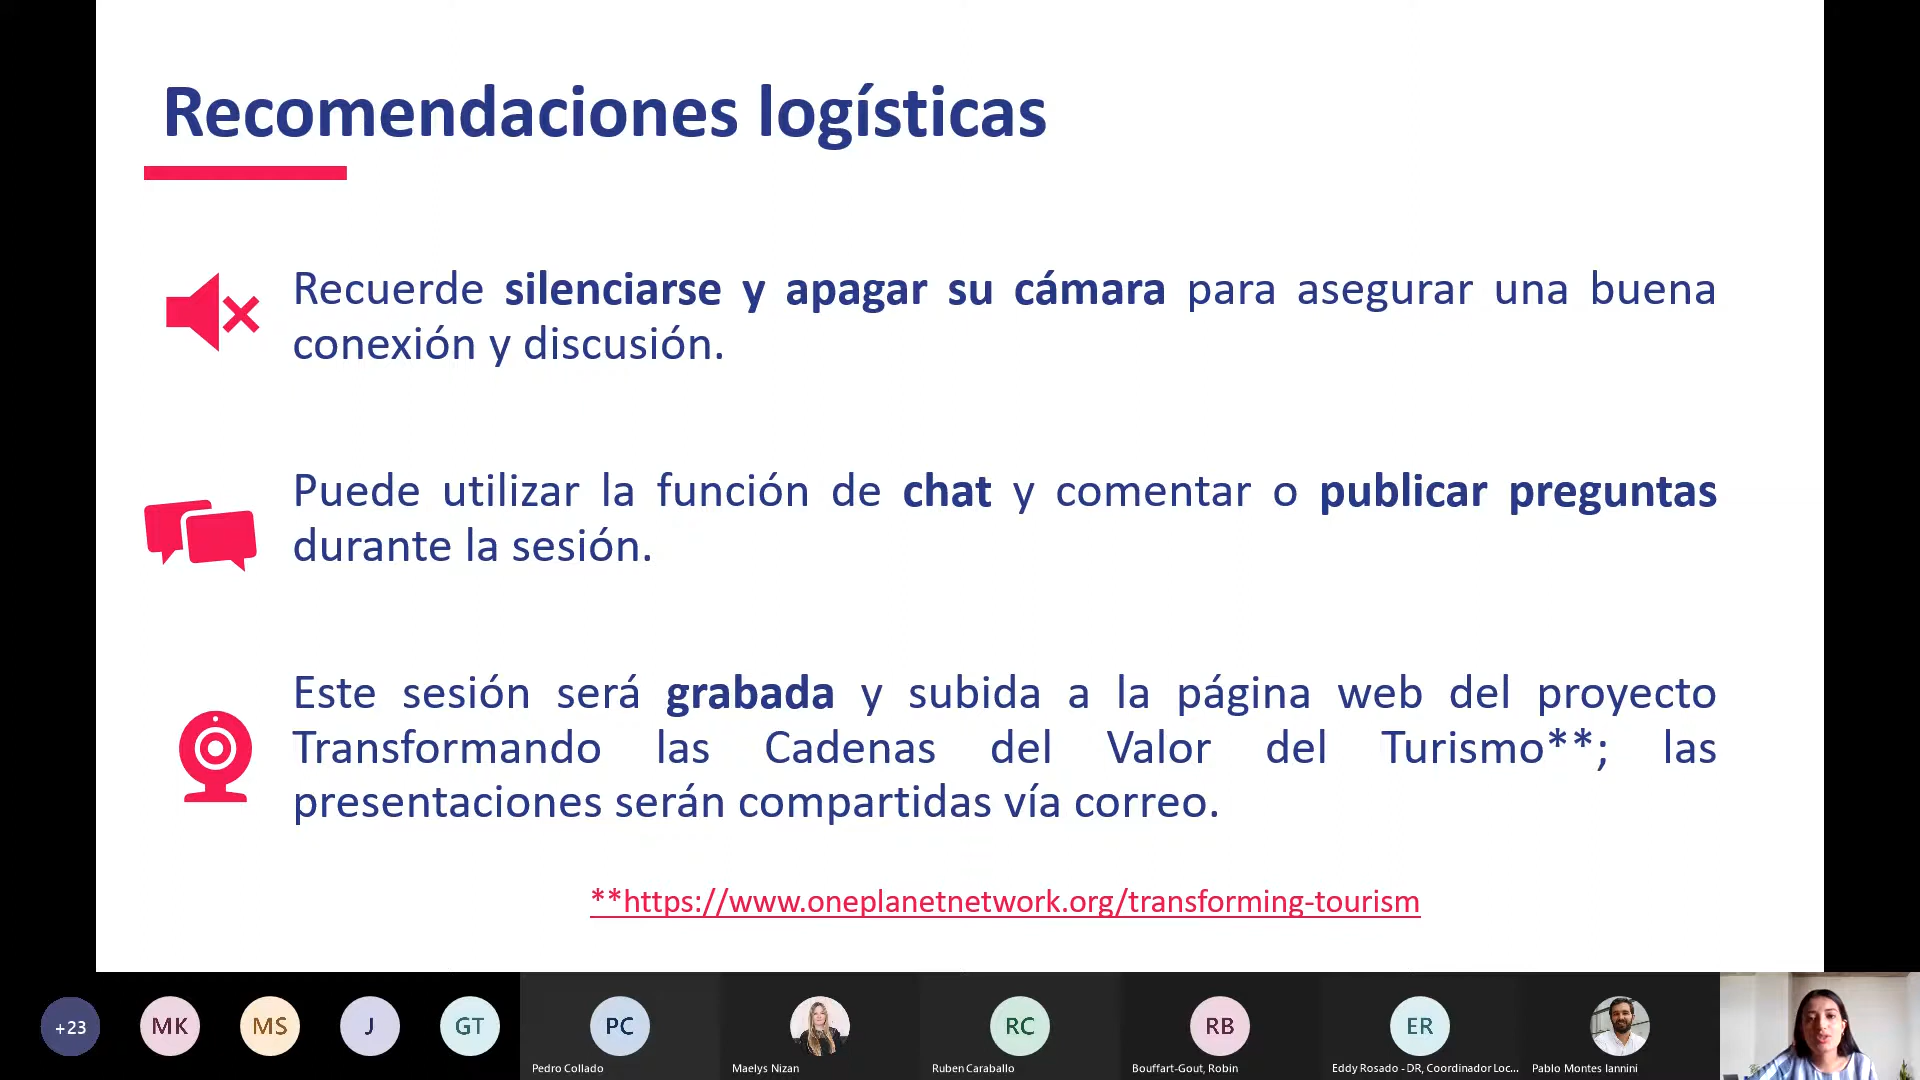 Recomendaciones logísticas
Recuerde silenciarse y apagar su cámara para asegurar una buena
conexión y discusión.
Puede utilizar la función de chat y comentar o publicar preguntas
durante la sesión.
Este sesión será grabada y subida a la página web del proyecto
Transformando las Cadenas del Valor del Turismo**; las
presentaciones serán compartidas vía correo.
**https://www.oneplanetnetwork.org/transforming-tourism
+23 MK MS J GT PC RC RB ER
Pedro Collado Maelys Nizan Ruben Caraballo Bouffart-Gout, Robin Eddy Rosado - DR, Coordinador Loc... Pablo Montes Iannini